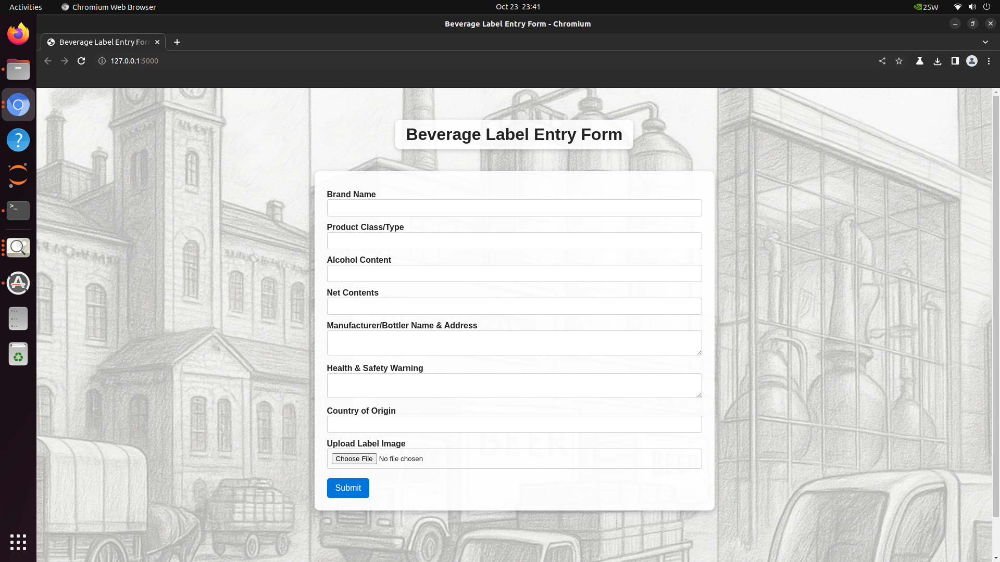 Activities
Chromium Web Browser
Oct 23 23:41
25W
Beverage Label Entry Form - Chromium
Beverage Label Entry For
127.0.0.1:5000
Beverage Label Entry Form
Brand Name
Product Class/Type
Alcohol Content
Net Contents
Manufacturer/Bottler Name & Address
Health & Safety Warning
Country of Origin
Upload Label Image
BEER
Choose File No file chosen
BEER
Submit